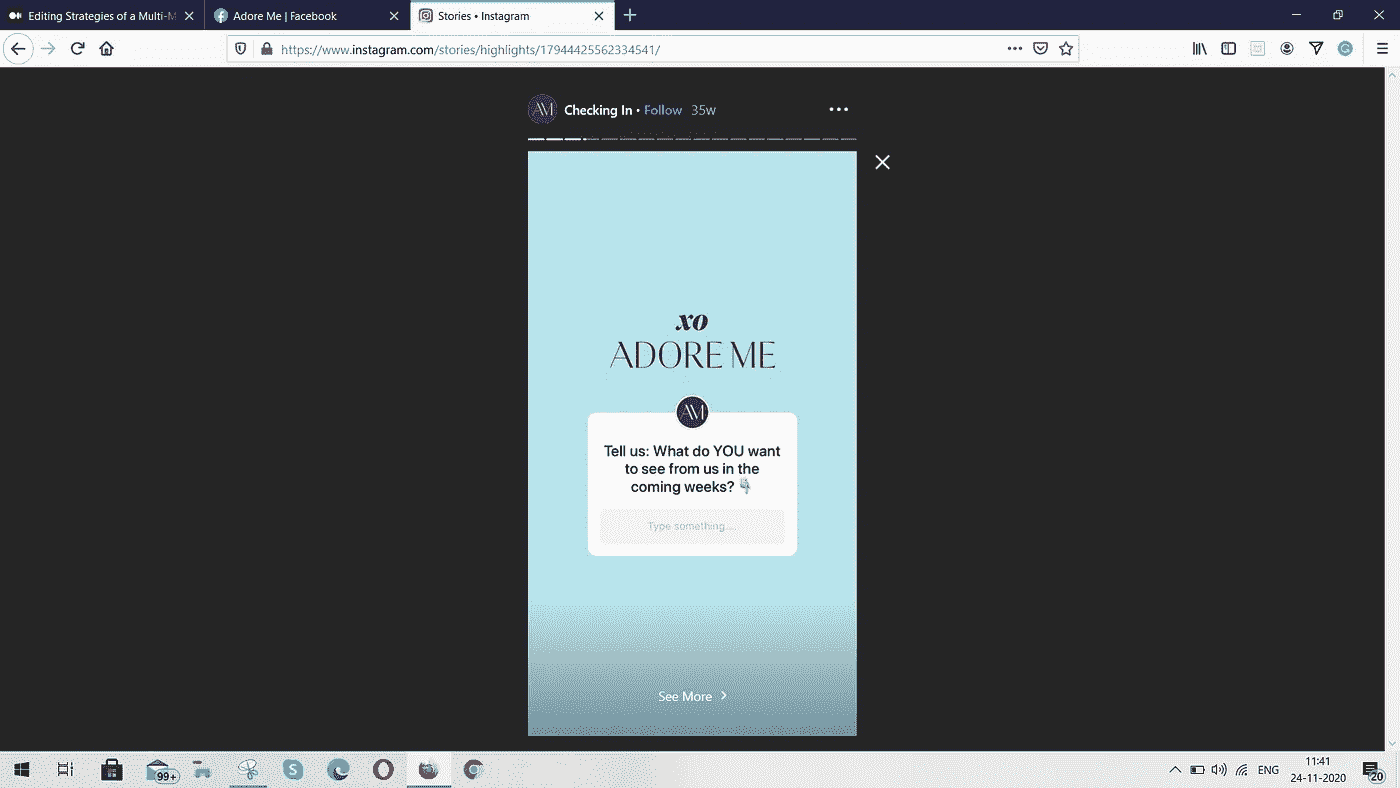 Editing Strategies of a Multi-M
Adore Me | Facebook
Stories • Instagram
https://www.instagram.com/stories/highlights/17944425562334541/
AM
Checking In • Follow 35w
xo
ADORE ME
AM
Tell us: What do YOU want
to see from us in the
coming weeks? 👇
Type something...
See More >
99+
ENG
11:41
24-11-2020
20